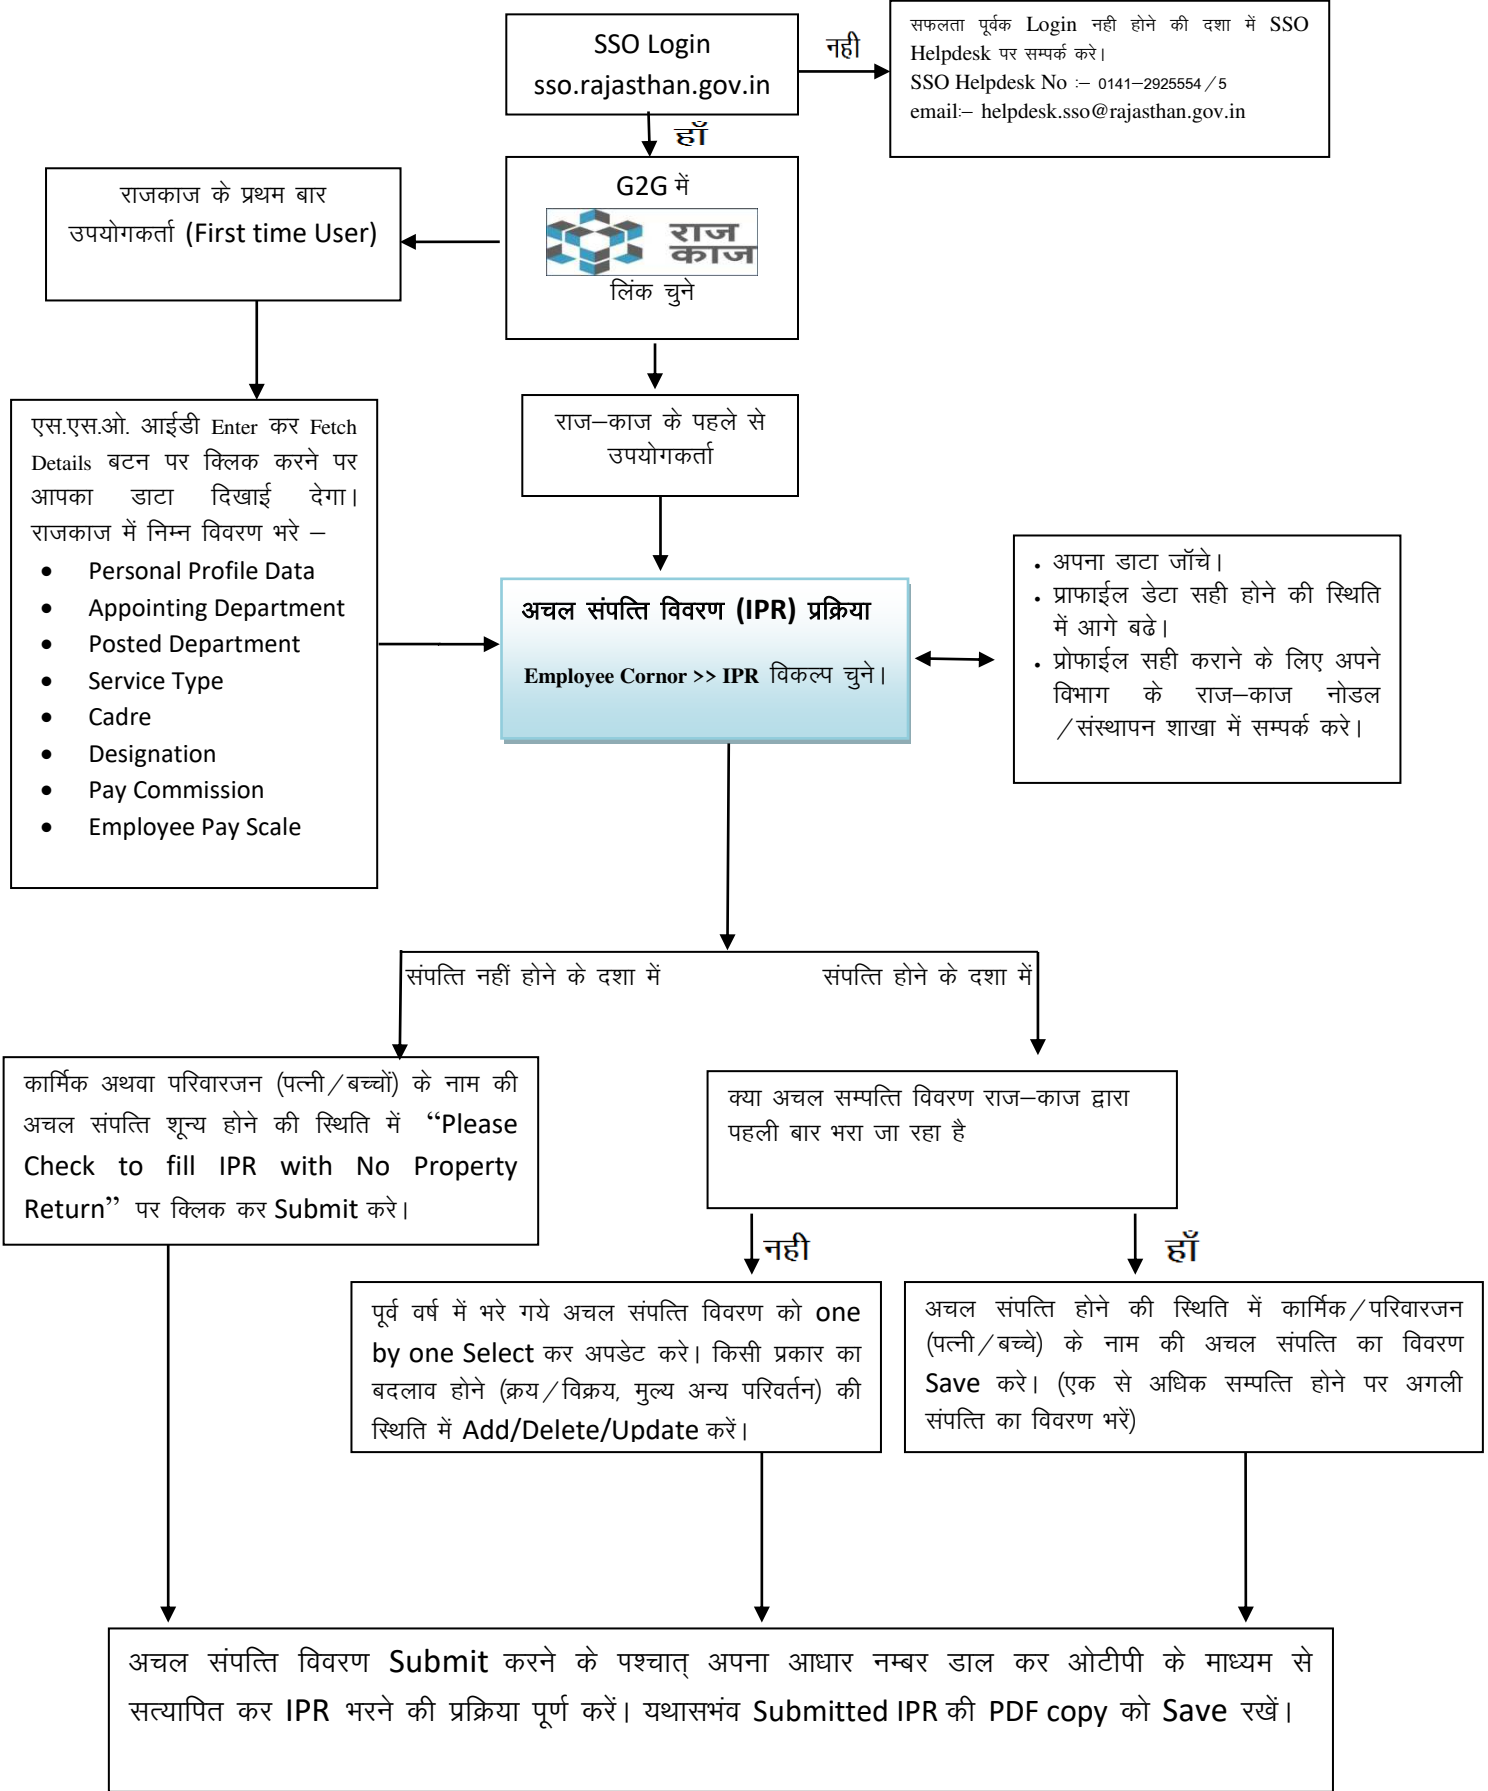 SSO Login
sso.rajasthan.gov.in
नही
सफलता पूर्वक Login नही होने की दशा में SSO
Helpdesk पर सम्पर्क करे।
SSO Helpdesk No :– 0141–2925554/5
email:– helpdesk.sso@rajasthan.gov.in
हाँ
G2G में
राज
काज
लिंक चुने
राजकाज के प्रथम बार
उपयोगकर्ता (First time User)
एस.एस.ओ. आईडी Enter कर Fetch
Details बटन पर क्लिक करने पर
आपका डाटा दिखाई देगा।
राजकाज में निम्न विवरण भरे –
• Personal Profile Data
• Appointing Department
• Posted Department
• Service Type
• Cadre
• Designation
• Pay Commission
• Employee Pay Scale
राज–काज के पहले से
उपयोगकर्ता
अचल संपत्ति विवरण (IPR) प्रक्रिया
Employee Cornor >> IPR विकल्प चुने।
• अपना डाटा जॉचे।
• प्राफाईल डेटा सही होने की स्थिति
में आगे बढे।
• प्रोफाईल सही कराने के लिए अपने
विभाग के राज–काज नोडल
/संस्थापन शाखा में सम्पर्क करे।
संपत्ति नहीं होने के दशा में
संपत्ति होने के दशा में
कार्मिक अथवा परिवारजन (पत्नी/बच्चों) के नाम की
अचल संपत्ति शून्य होने की स्थिति में “Please
Check to fill IPR with No Property
Return” पर क्लिक कर Submit करे।
क्या अचल सम्पत्ति विवरण राज–काज द्वारा
पहली बार भरा जा रहा है
नही
हाँ
पूर्व वर्ष में भरे गये अचल संपत्ति विवरण को one
by one Select कर अपडेट करे। किसी प्रकार का
बदलाव होने (क्रय/विक्रय, मुल्य अन्य परिवर्तन) की
स्थिति में Add/Delete/Update करें।
अचल संपत्ति होने की स्थिति में कार्मिक/परिवारजन
(पत्नी/बच्चे) के नाम की अचल संपत्ति का विवरण
Save करे। (एक से अधिक सम्पत्ति होने पर अगली
संपत्ति का विवरण भरें)
अचल संपत्ति विवरण Submit करने के पश्चात् अपना आधार नम्बर डाल कर ओटीपी के माध्यम से
सत्यापित कर IPR भरने की प्रक्रिया पूर्ण करें। यथासभंव Submitted IPR की PDF copy को Save रखें।